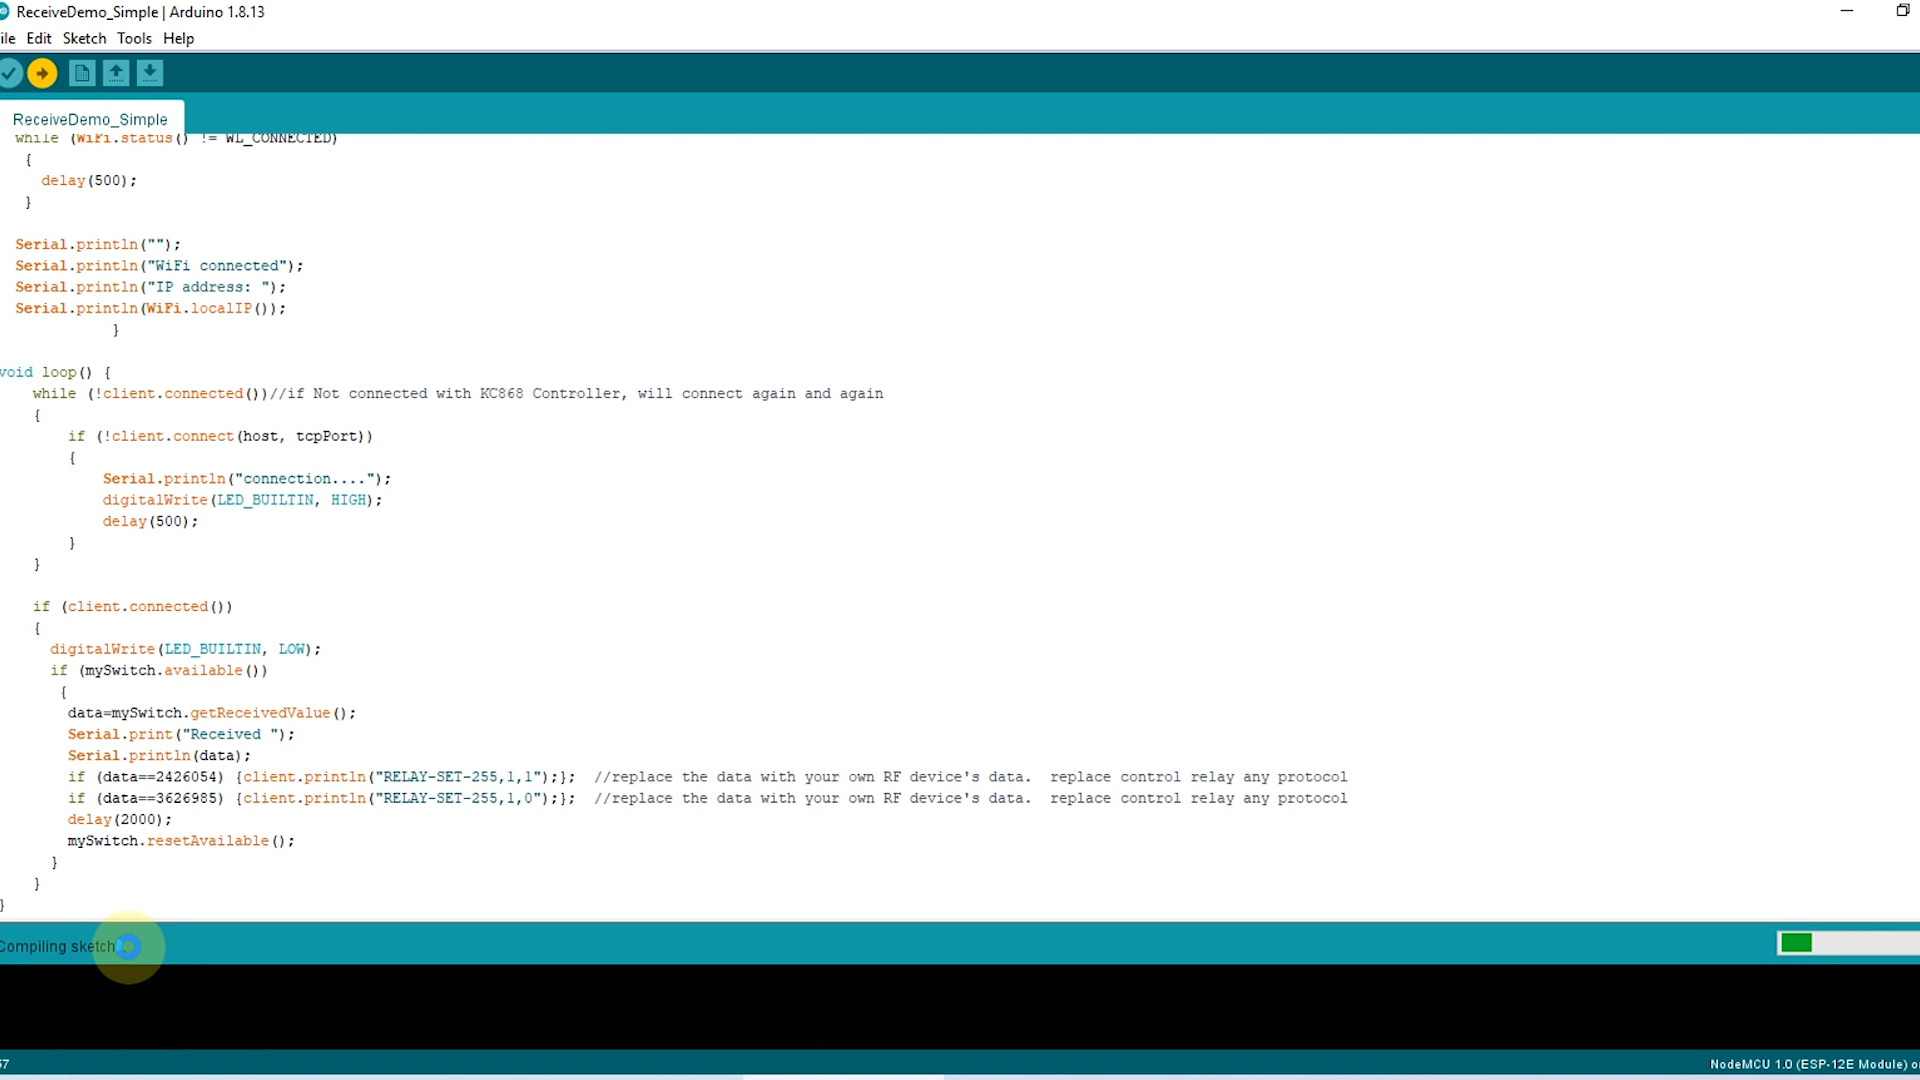 ReceiveDemo_Simple | Arduino 1.8.13
ile Edit Sketch Tools Help
ReceiveDemo_Simple
while (WiFi.status() != WL_CONNECTED)
{
delay(500);
}
Serial.println("");
Serial.println("WiFi connected");
Serial.println("IP address: ");
Serial.println(WiFi.localIP());
}
void loop() {
while (!client.connected())//if Not connected with KC868 Controller, will connect again and again
{
if (!client.connect(host, tcpPort))
{
Serial.println("connection....");
digitalWrite(LED_BUILTIN, HIGH);
delay(500);
}
}
if (client.connected())
{
digitalWrite(LED_BUILTIN, LOW);
if (mySwitch.available())
{
data=mySwitch.getReceivedValue();
Serial.print("Received ");
Serial.println(data);
if (data==2426054) {client.println("RELAY-SET-255,1,1");}; //replace the data with your own RF device's data. replace control relay any protocol
if (data==3626985) {client.println("RELAY-SET-255,1,0");}; //replace the data with your own RF device's data. replace control relay any protocol
delay(2000);
mySwitch.resetAvailable();
}
}
}
Compiling sketch
57
NodeMCU 1.0 (ESP-12E Module) o